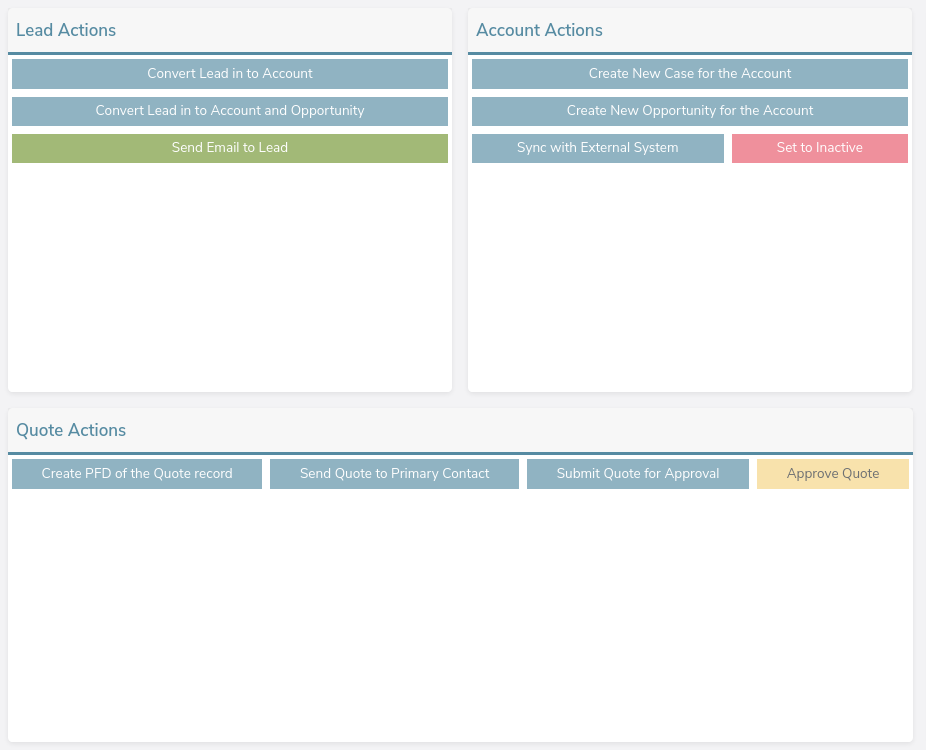 Lead Actions
Convert Lead in to Account
Convert Lead in to Account and Opportunity
Send Email to Lead
Account Actions
Create New Case for the Account
Create New Opportunity for the Account
Sync with External System
Set to Inactive
Quote Actions
Create PFD of the Quote record
Send Quote to Primary Contact
Submit Quote for Approval
Approve Quote